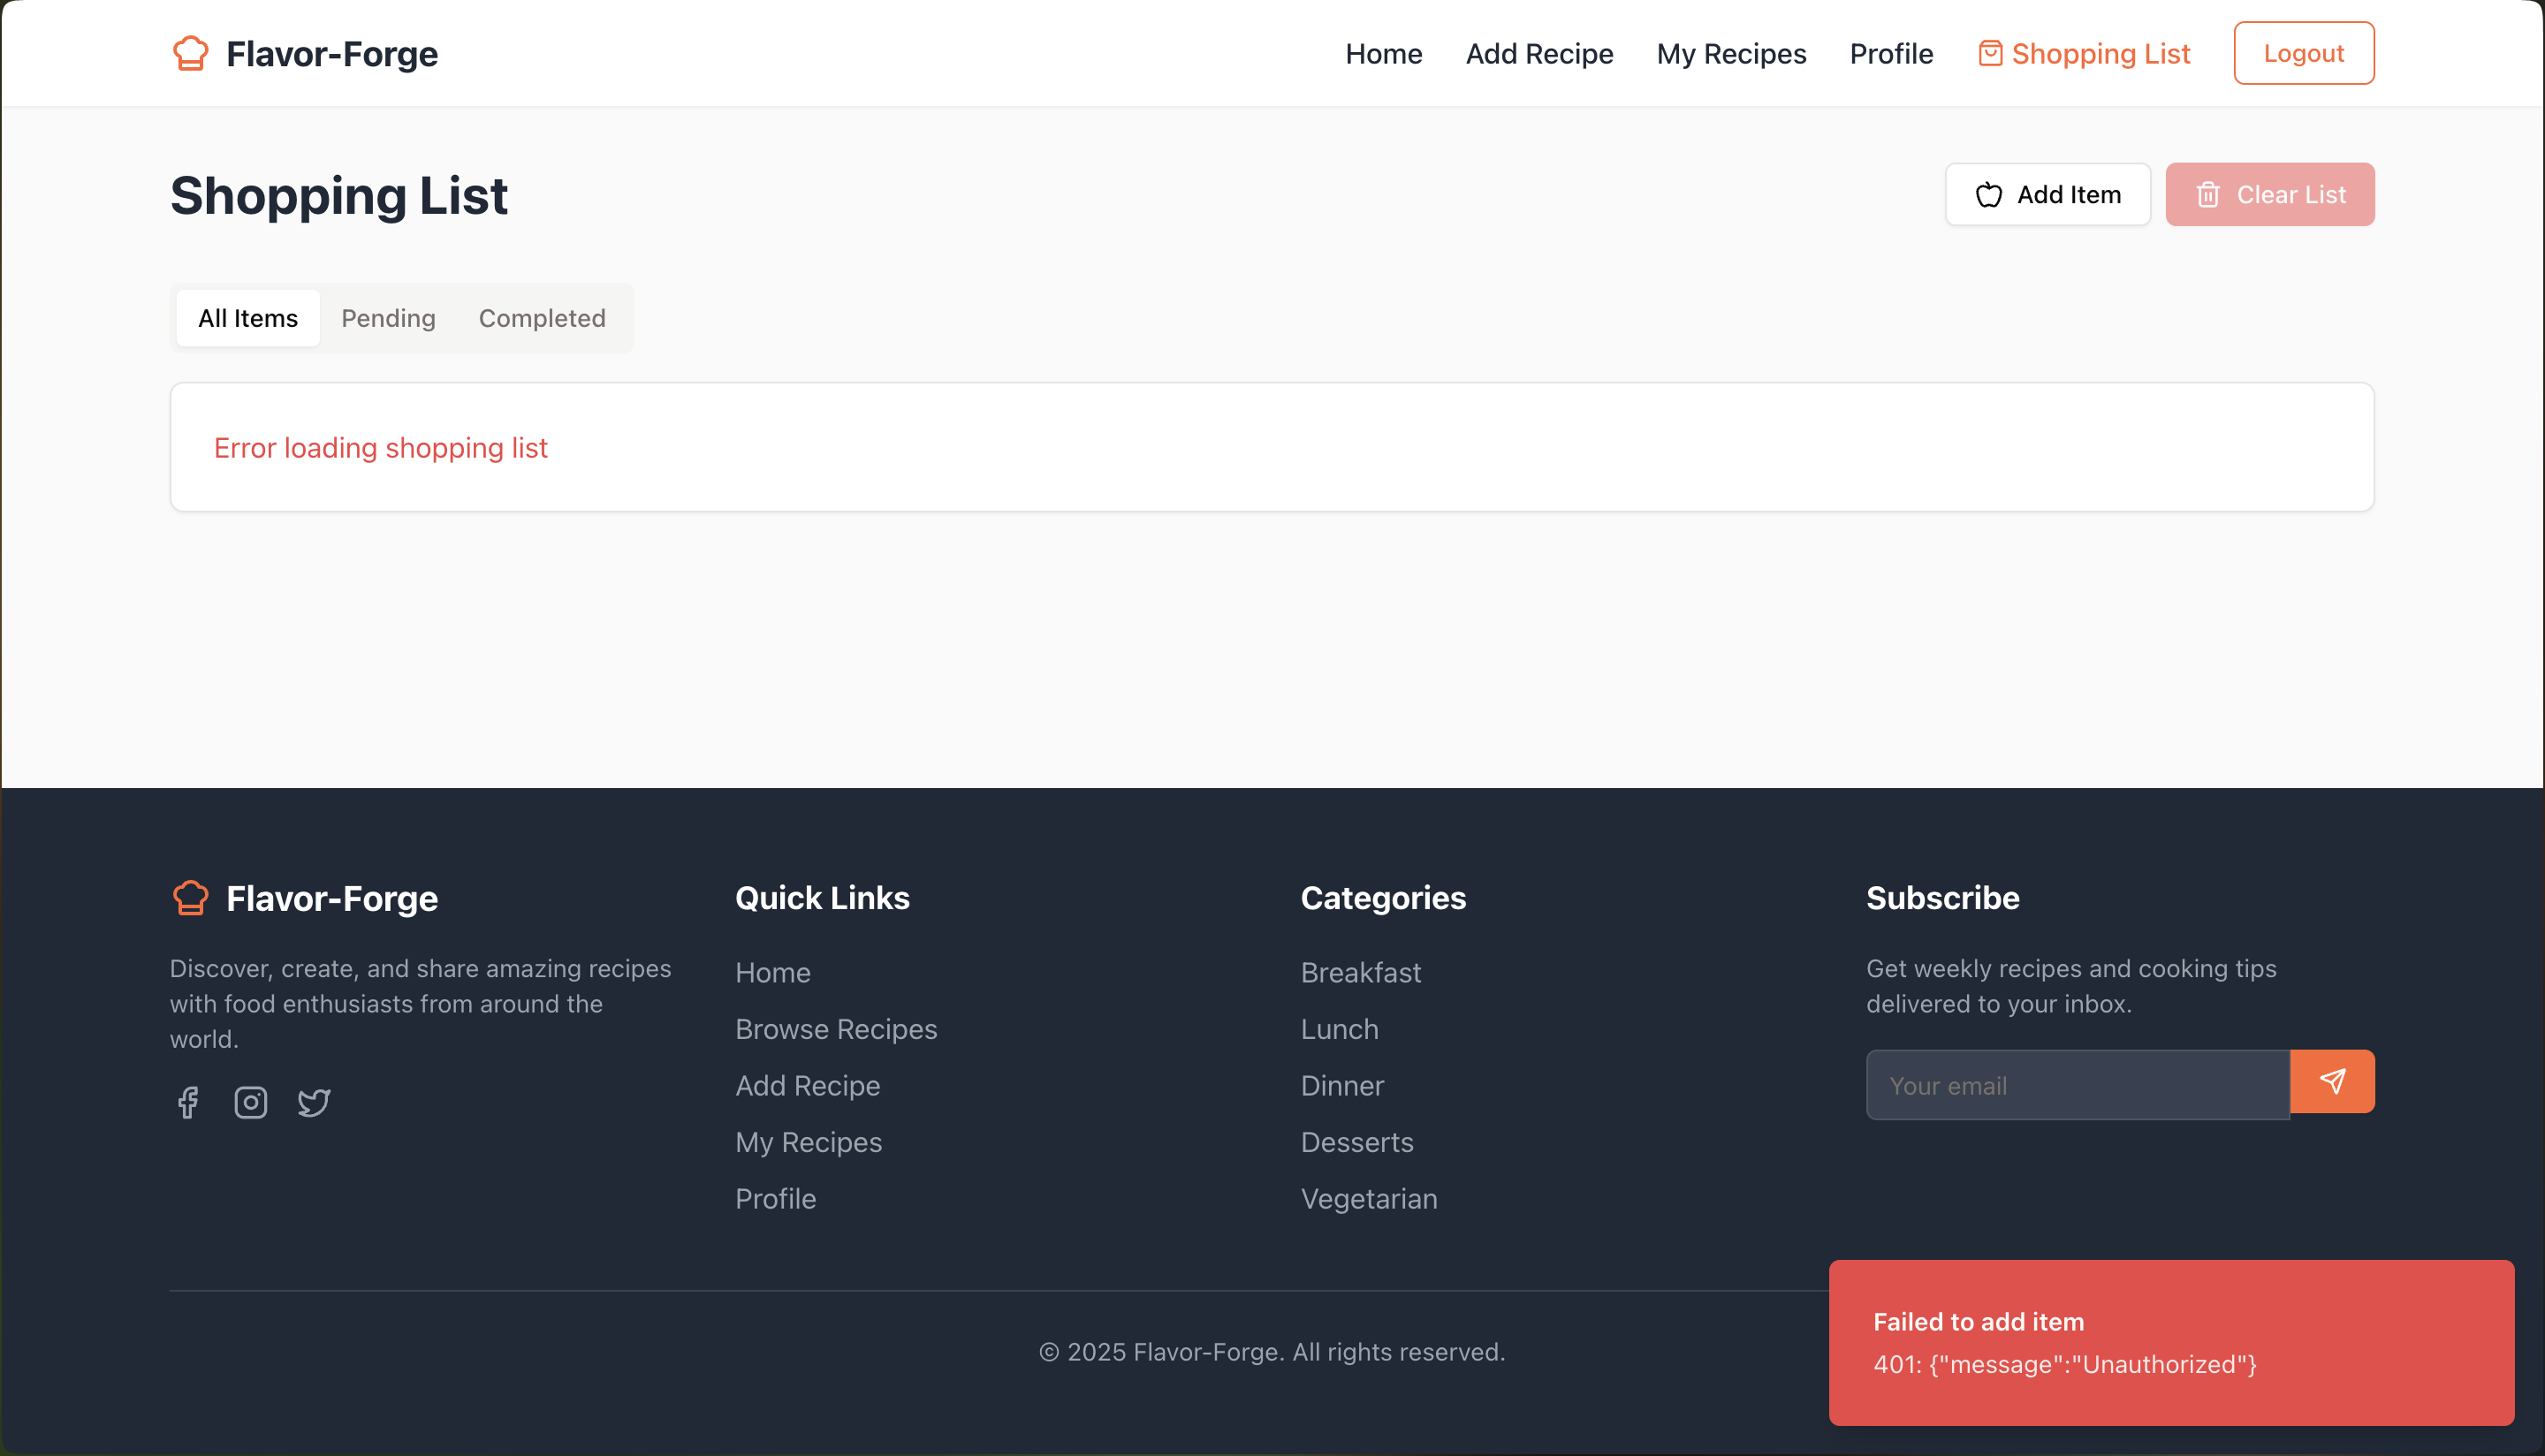 Flavor-Forge
Home
Add Recipe
My Recipes
Profile
Shopping List
Logout
Shopping List
Add Item
Clear List
All Items
Pending
Completed
Error loading shopping list
Flavor-Forge
Discover, create, and share amazing recipes
with food enthusiasts from around the
world.
Quick Links
Home
Browse Recipes
Add Recipe
My Recipes
Profile
Categories
Breakfast
Lunch
Dinner
Desserts
Vegetarian
Subscribe
Get weekly recipes and cooking tips
delivered to your inbox.
Your email
© 2025 Flavor-Forge. All rights reserved.
Failed to add item
401: {"message":"Unauthorized"}